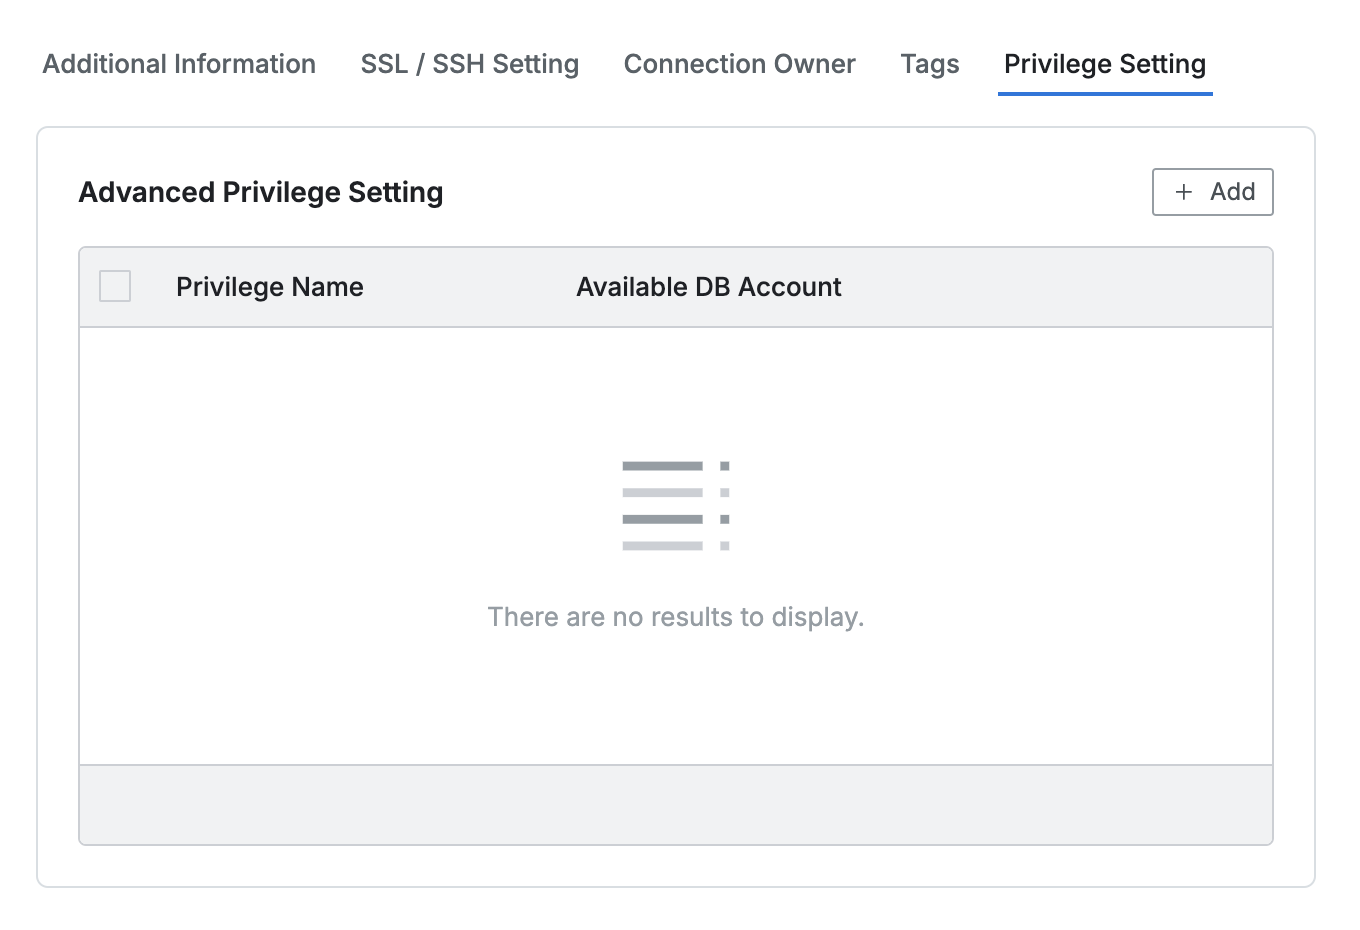 Additional Information SSL / SSH Setting Connection Owner Tags Privilege Setting
Advanced Privilege Setting + Add
Privilege Name Available DB Account
There are no results to display.